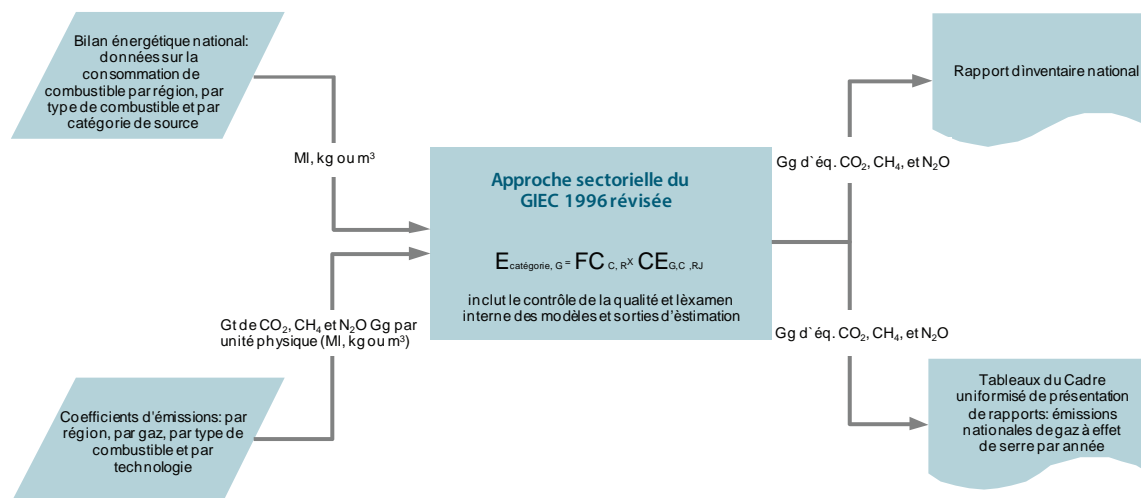 Bilan énergétique national:
données sur la
consommation de
combustible par région, par
type de combustible et par
catégorie de source
Ml, kg ou m³
Coefficients d'émissions: par
région, par gaz, par type de
combustible et par
technologie
Gt de CO₂, CH₄ et N₂O Gg par
unité physique (Ml, kg ou m³)
Approche sectorielle du
GIEC 1996 révisée
E catégorie, G = FC C, R X CE G,C ,RJ
inclut le contrôle de la qualité et lèxamen
interne des modèles et sorties d'èstimation
Gg d`éq. CO₂, CH₄, et N₂O
Rapport dìnventaire national
Gg d`éq. CO₂, CH₄, et N₂O
Tableaux du Cadre
uniformisé de présentation
de rapports: émissions
nationales de gaz à effet
de serre par année